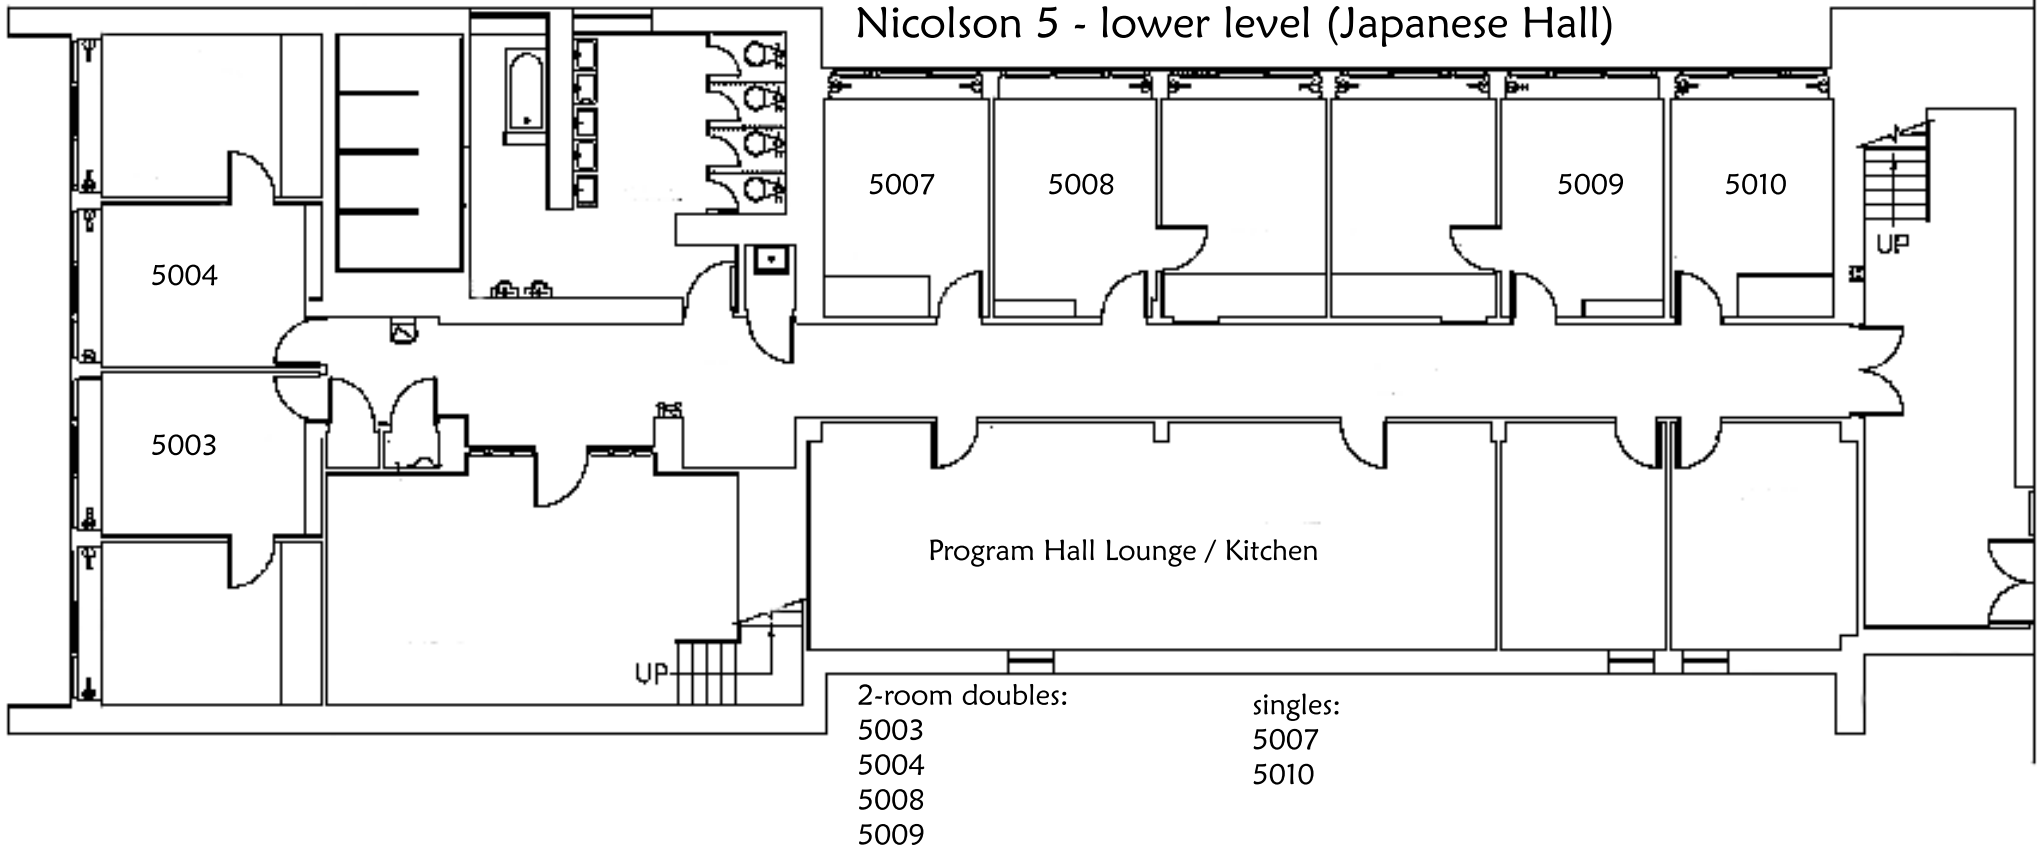 Nicolson 5 - lower level (Japanese Hall)
5007
5008
5009
5010
UP
5004
5003
Program Hall Lounge / Kitchen
UP
2-room doubles:
5003
5004
5008
5009
singles:
5007
5010